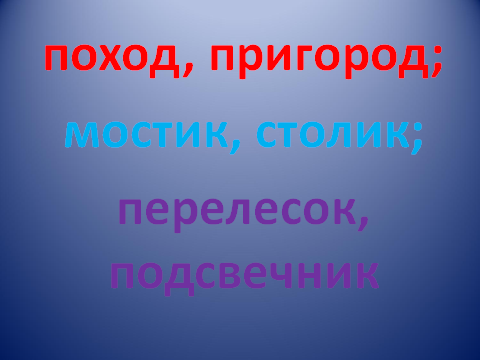 поход, пригород;
мостик, столик;
перелесок,
подсвечник